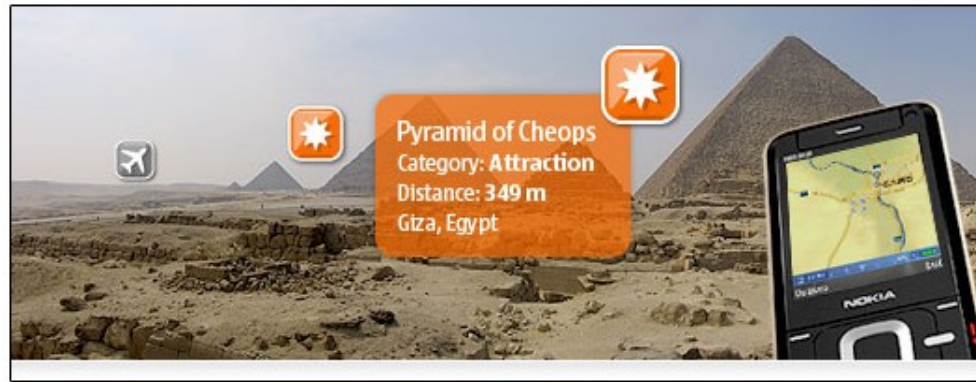 Pyramid of Cheops
Category: Attraction
Distance: 349 m
Giza, Egypt
NOKIA